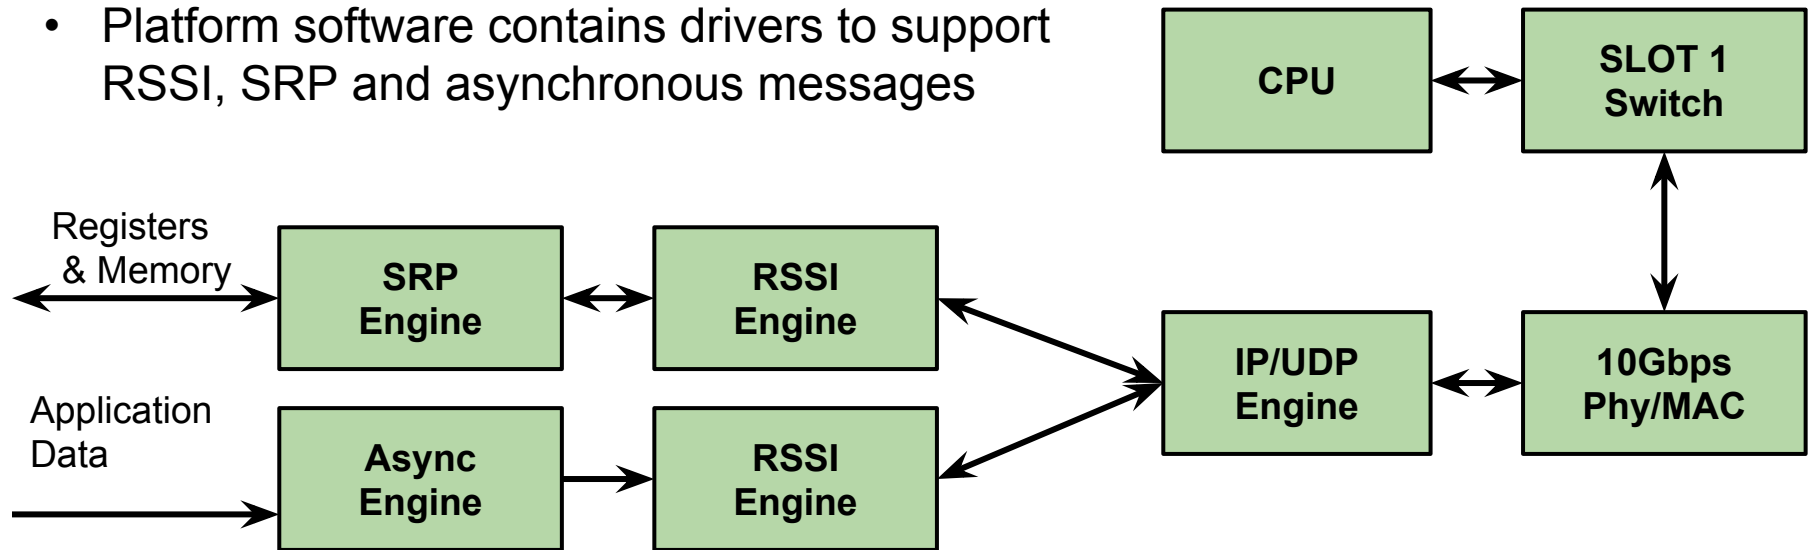 • Platform software contains drivers to support
RSSI, SRP and asynchronous messages
CPU
SLOT 1
Switch
Registers
& Memory
SRP
Engine
RSSI
Engine
IP/UDP
Engine
10Gbps
Phy/MAC
Application
Data
Async
Engine
RSSI
Engine